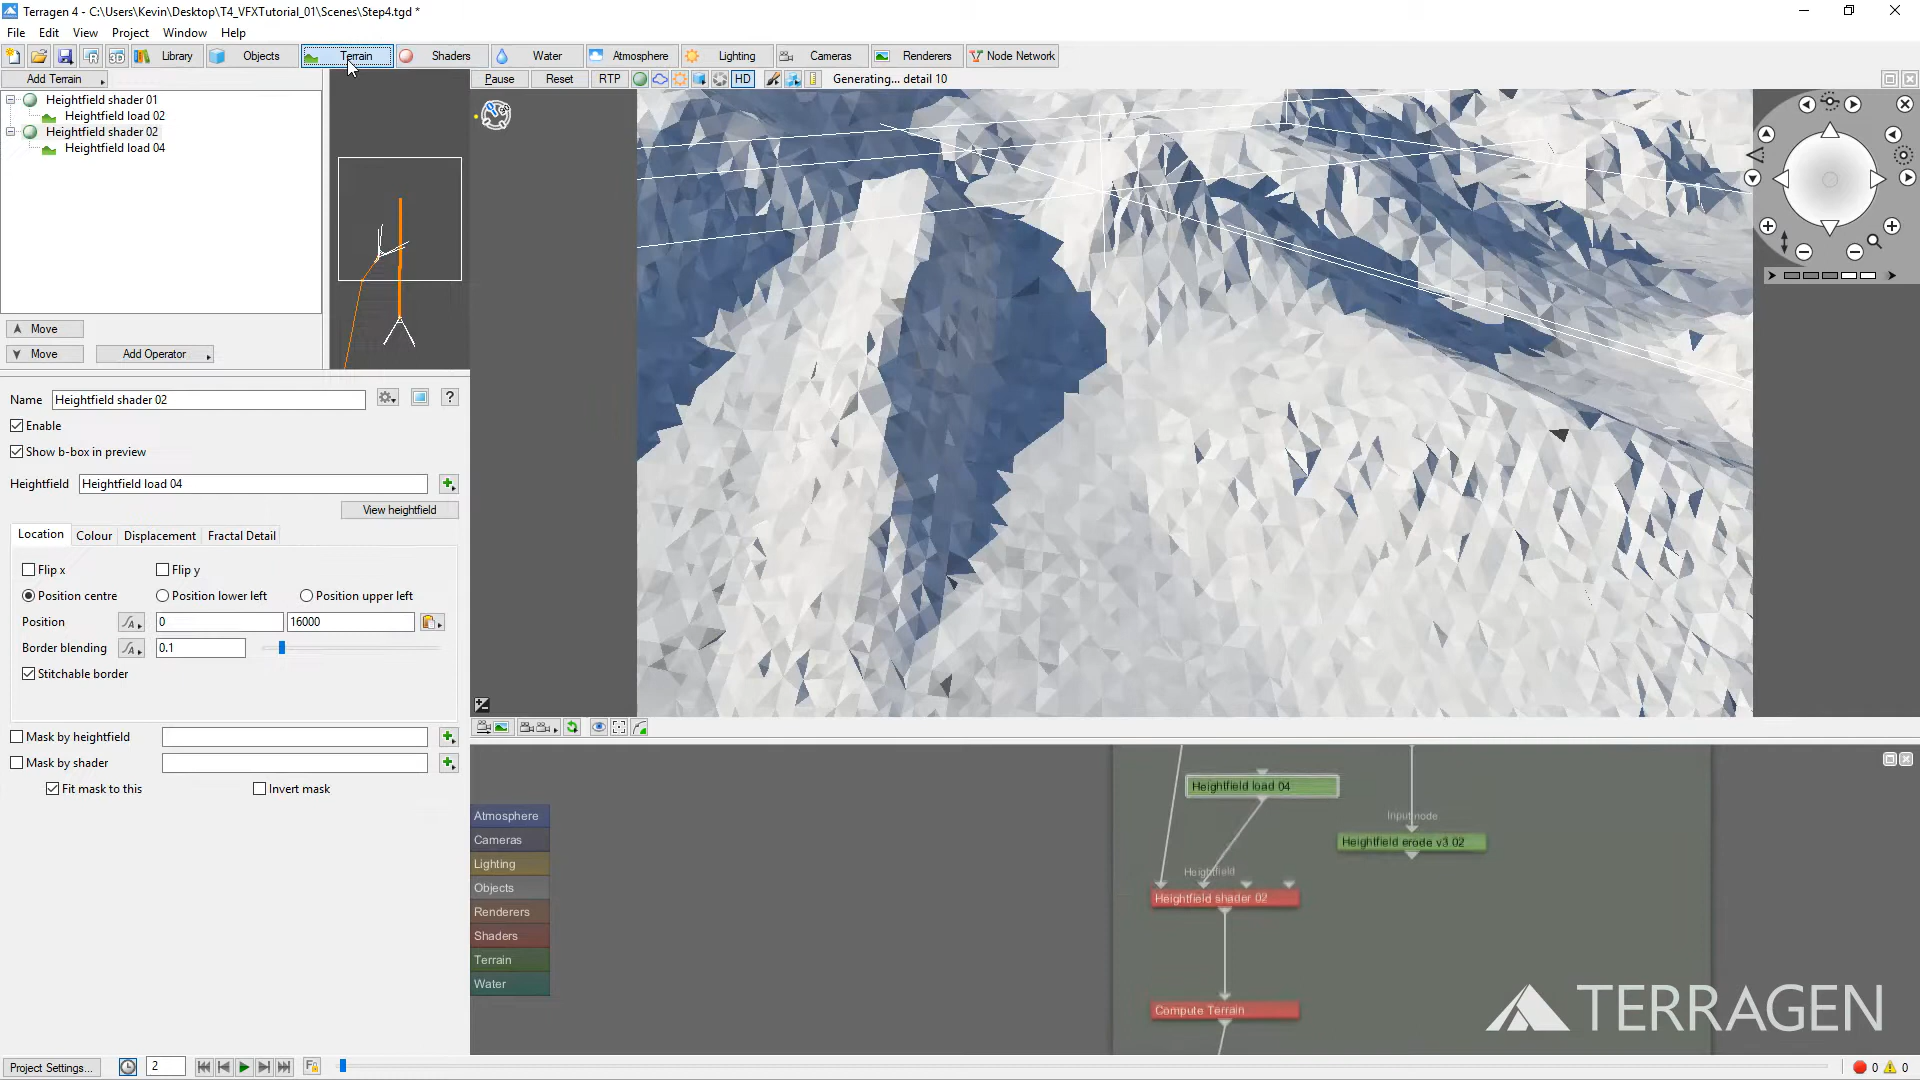 Terragen 4 - C:\Users\Kevin\Desktop\T4_VFXTutorial_01\Scenes\Step4.tgd *
File Edit View Project Window Help
Library Objects Terrain Shaders Water Atmosphere Lighting Cameras Renderers Node Network
Add Terrain Pause Reset RTP HD Generating... detail 10
Heightfield shader 01
Heightfield load 02
Heightfield shader 02
Heightfield load 04
Move
Move Add Operator
Name Heightfield shader 02 ?
Enable
Show b-box in preview
Heightfield Heightfield load 04
View heightfield
Location Colour Displacement Fractal Detail
Flip x Flip y
Position centre Position lower left Position upper left
Position 0 16000
Border blending 0.1
Stitchable border
Mask by heightfield
Mask by shader
Fit mask to this Invert mask
Atmosphere
Cameras
Lighting
Objects
Renderers
Shaders
Terrain
Water
Heightfield load 04
Input node
Heightfield erode v3 02
Heightfield
Heightfield shader 02
Compute Terrain
TERRAGEN
Project Settings... 2 0 0